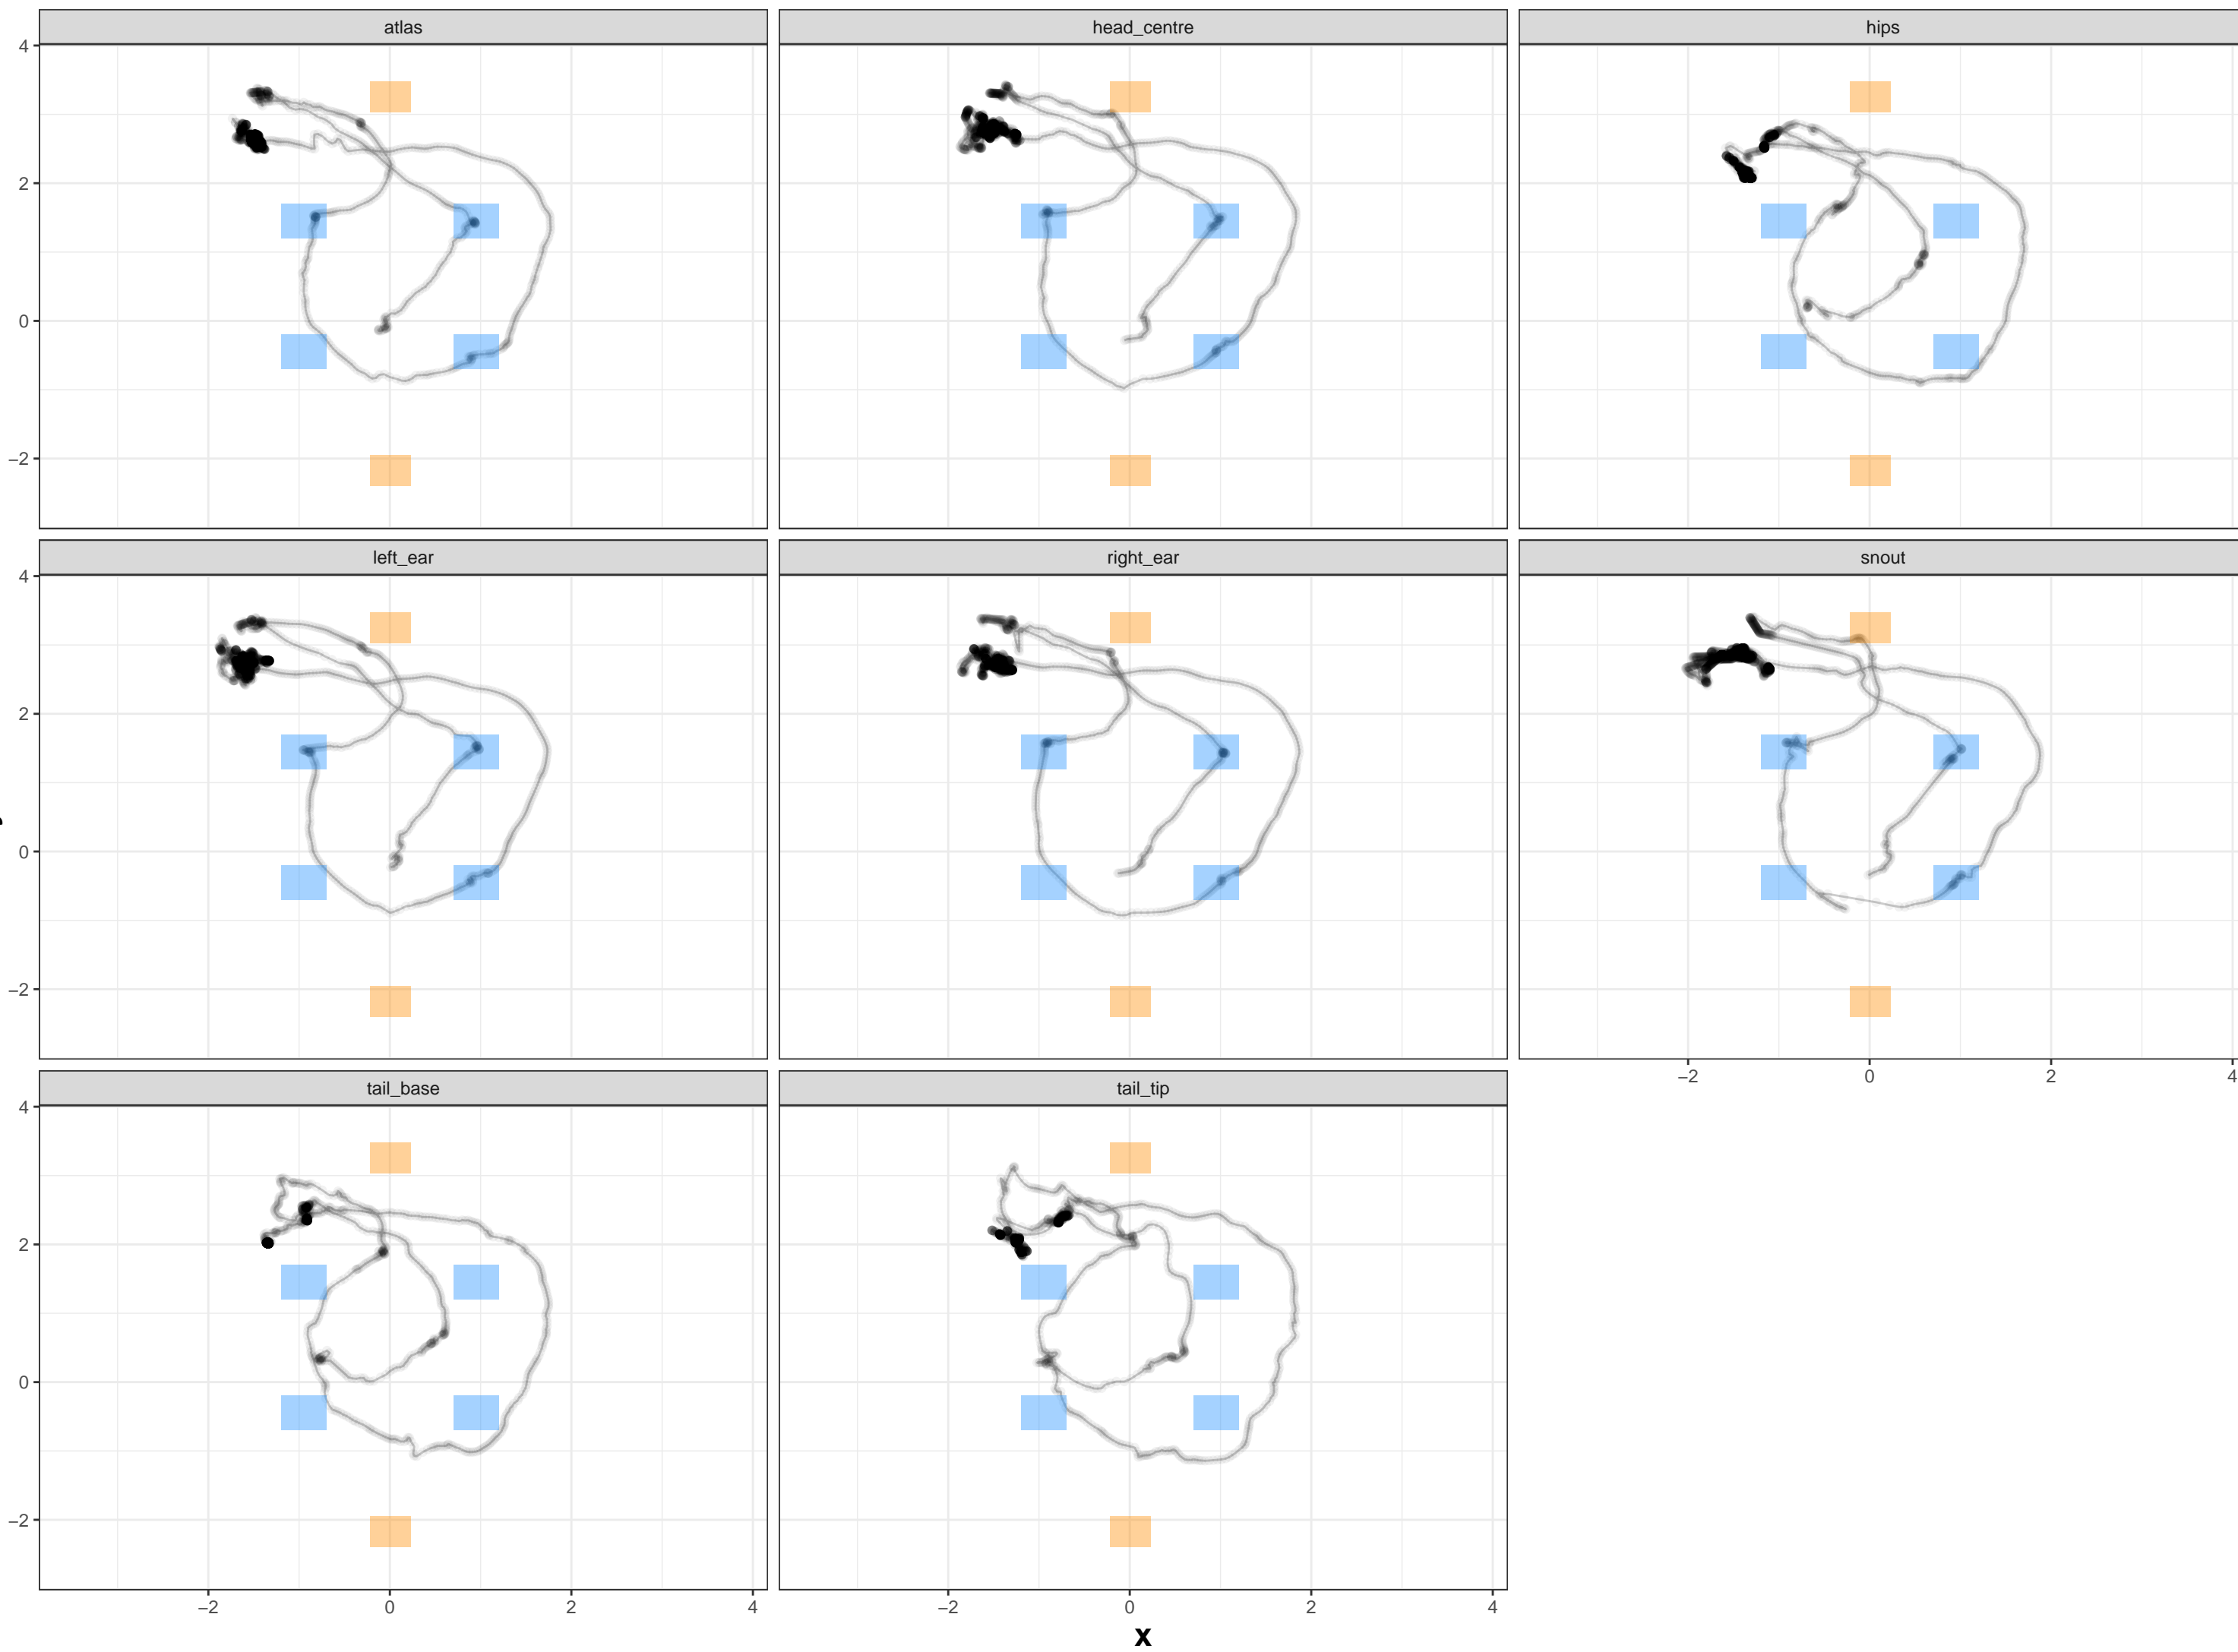 atlas head_centre hips
4
2
0
−2
left_ear right_ear snout
4
2
0
−2
−2 0 2 4
tail_base tail_tip
4
2
0
−2
−2 0 2 4 −2 0 2 4
x